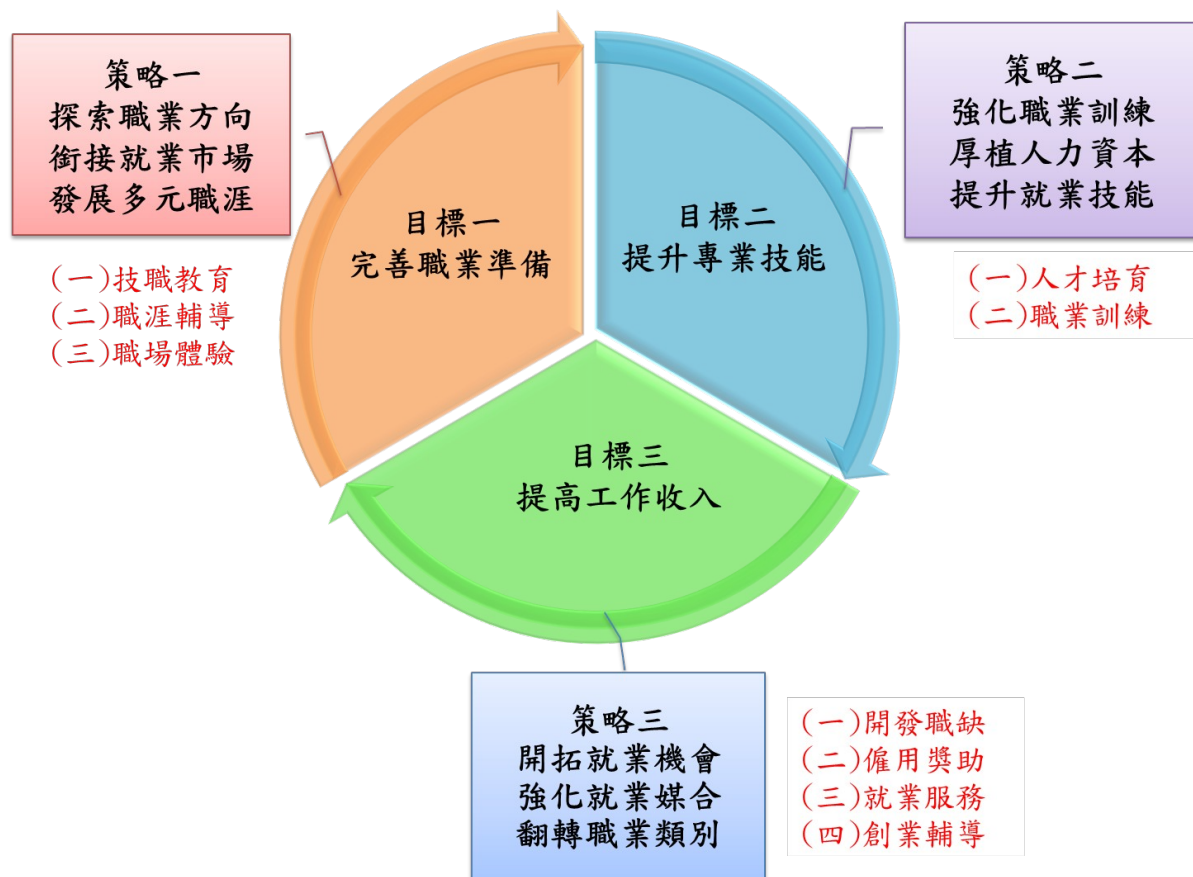 策略一
探索職業方向
銜接就業市場
發展多元職涯
(一)技職教育
(二)職涯輔導
(三)職場體驗
目標一
完善職業準備
目標二
提升專業技能
策略二
強化職業訓練
厚植人力資本
提升就業技能
(一)人才培育
(二)職業訓練
目標三
提高工作收入
策略三
開拓就業機會
強化就業媒合
翻轉職業類別
(一)開發職缺
(二)僱用獎助
(三)就業服務
(四)創業輔導